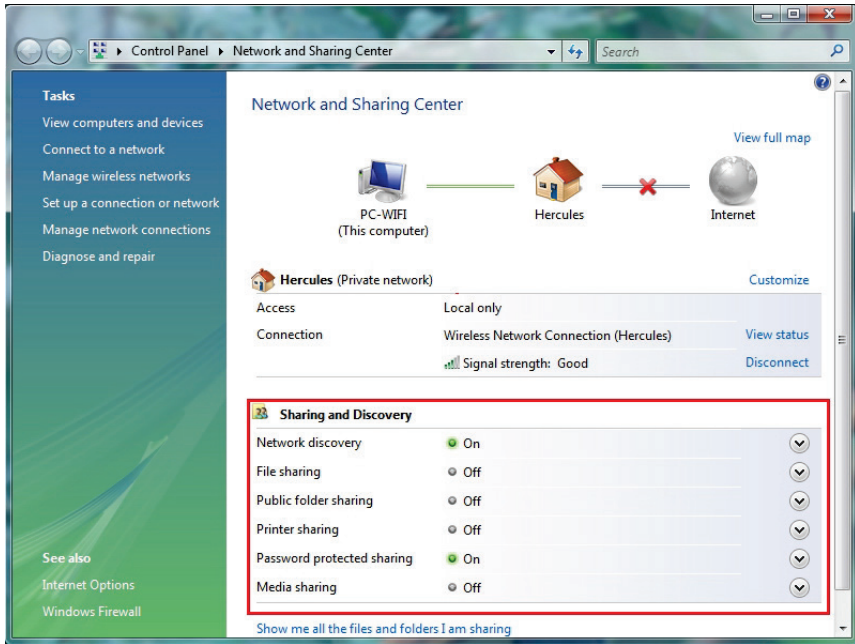 Control Panel
Network and Sharing Center
Search
Tasks
View computers and devices
Connect to a network
Manage wireless networks
Set up a connection or network
Manage network connections
Diagnose and repair
See also
Internet Options
Windows Firewall
Network and Sharing Center
View full map
PC-WIFI
(This computer)
Hercules
Internet
Hercules (Private network)
Customize
Access Local only
Connection Wireless Network Connection (Hercules) View status
Signal strength: Good Disconnect
Sharing and Discovery
Network discovery On
File sharing Off
Public folder sharing Off
Printer sharing Off
Password protected sharing On
Media sharing Off
Show me all the files and folders I am sharing